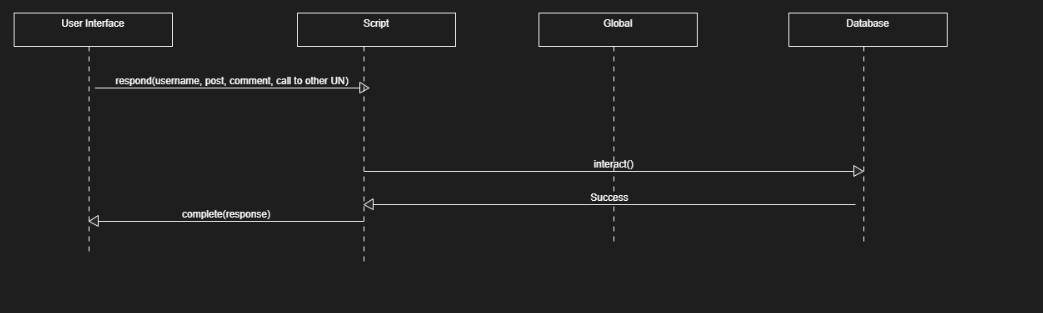 User Interface
Script
Global
Database
respond(username, post, comment, call to other UN)
interact()
Success
complete(response)